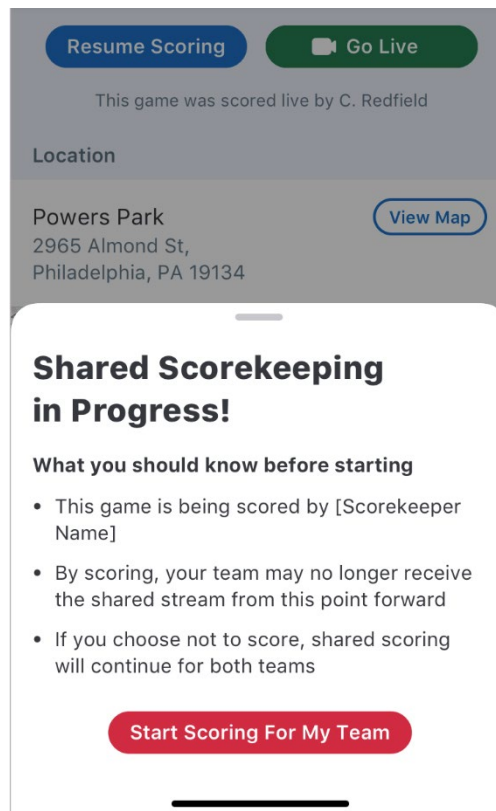 Resume Scoring
Go Live
This game was scored live by C. Redfield
Location
Powers Park
View Map
2965 Almond St,
Philadelphia, PA 19134
Shared Scorekeeping
in Progress!
What you should know before starting
• This game is being scored by [Scorekeeper
Name]
• By scoring, your team may no longer receive
the shared stream from this point forward
• If you choose not to score, shared scoring
will continue for both teams
Start Scoring For My Team